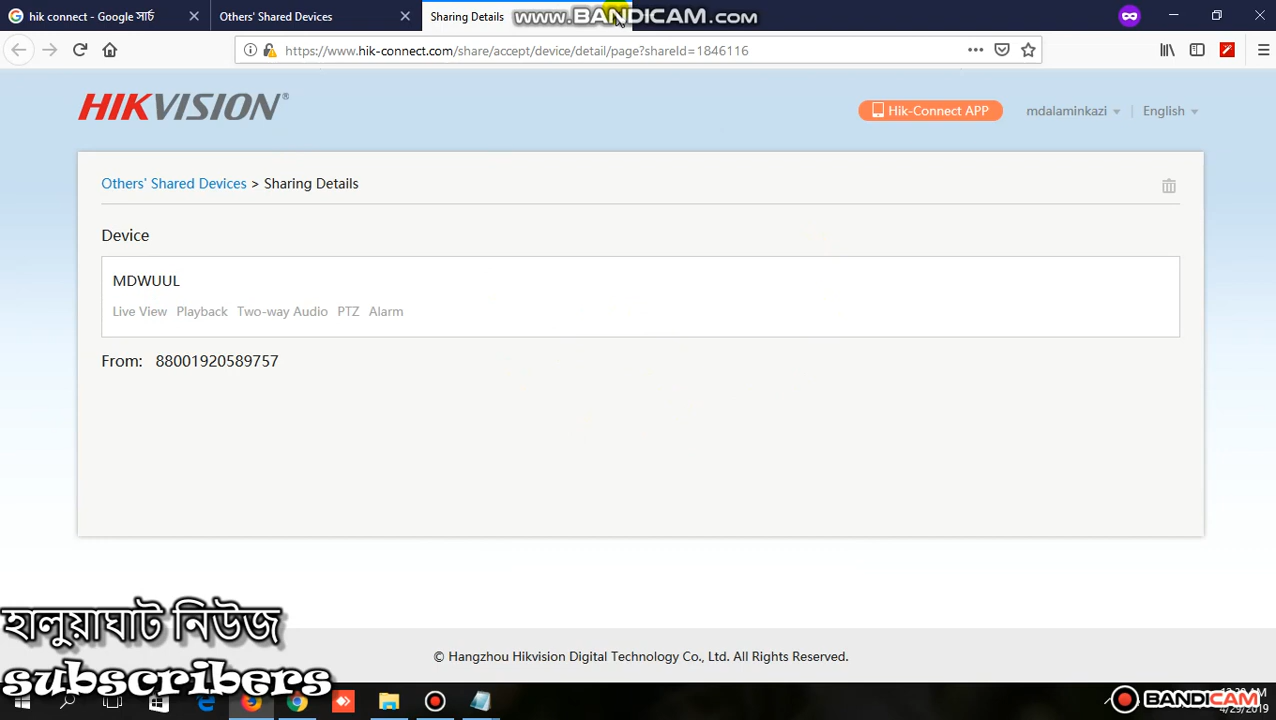 hik connect - Google সার্চ
Others' Shared Devices
Sharing Details
www.BANDICAM.com
https://www.hik-connect.com/share/accept/device/detail/page?shareId=1846116
HIKVISION®
Hik-Connect APP
mdalaminkazi
English
Others' Shared Devices > Sharing Details
Device
MDWUUL
Live View Playback Two-way Audio PTZ Alarm
From: 88001920589757
হালুয়াঘাট নিউজ
subscribers
© Hangzhou Hikvision Digital Technology Co., Ltd. All Rights Reserved.
BANDICAM
4/29/2019